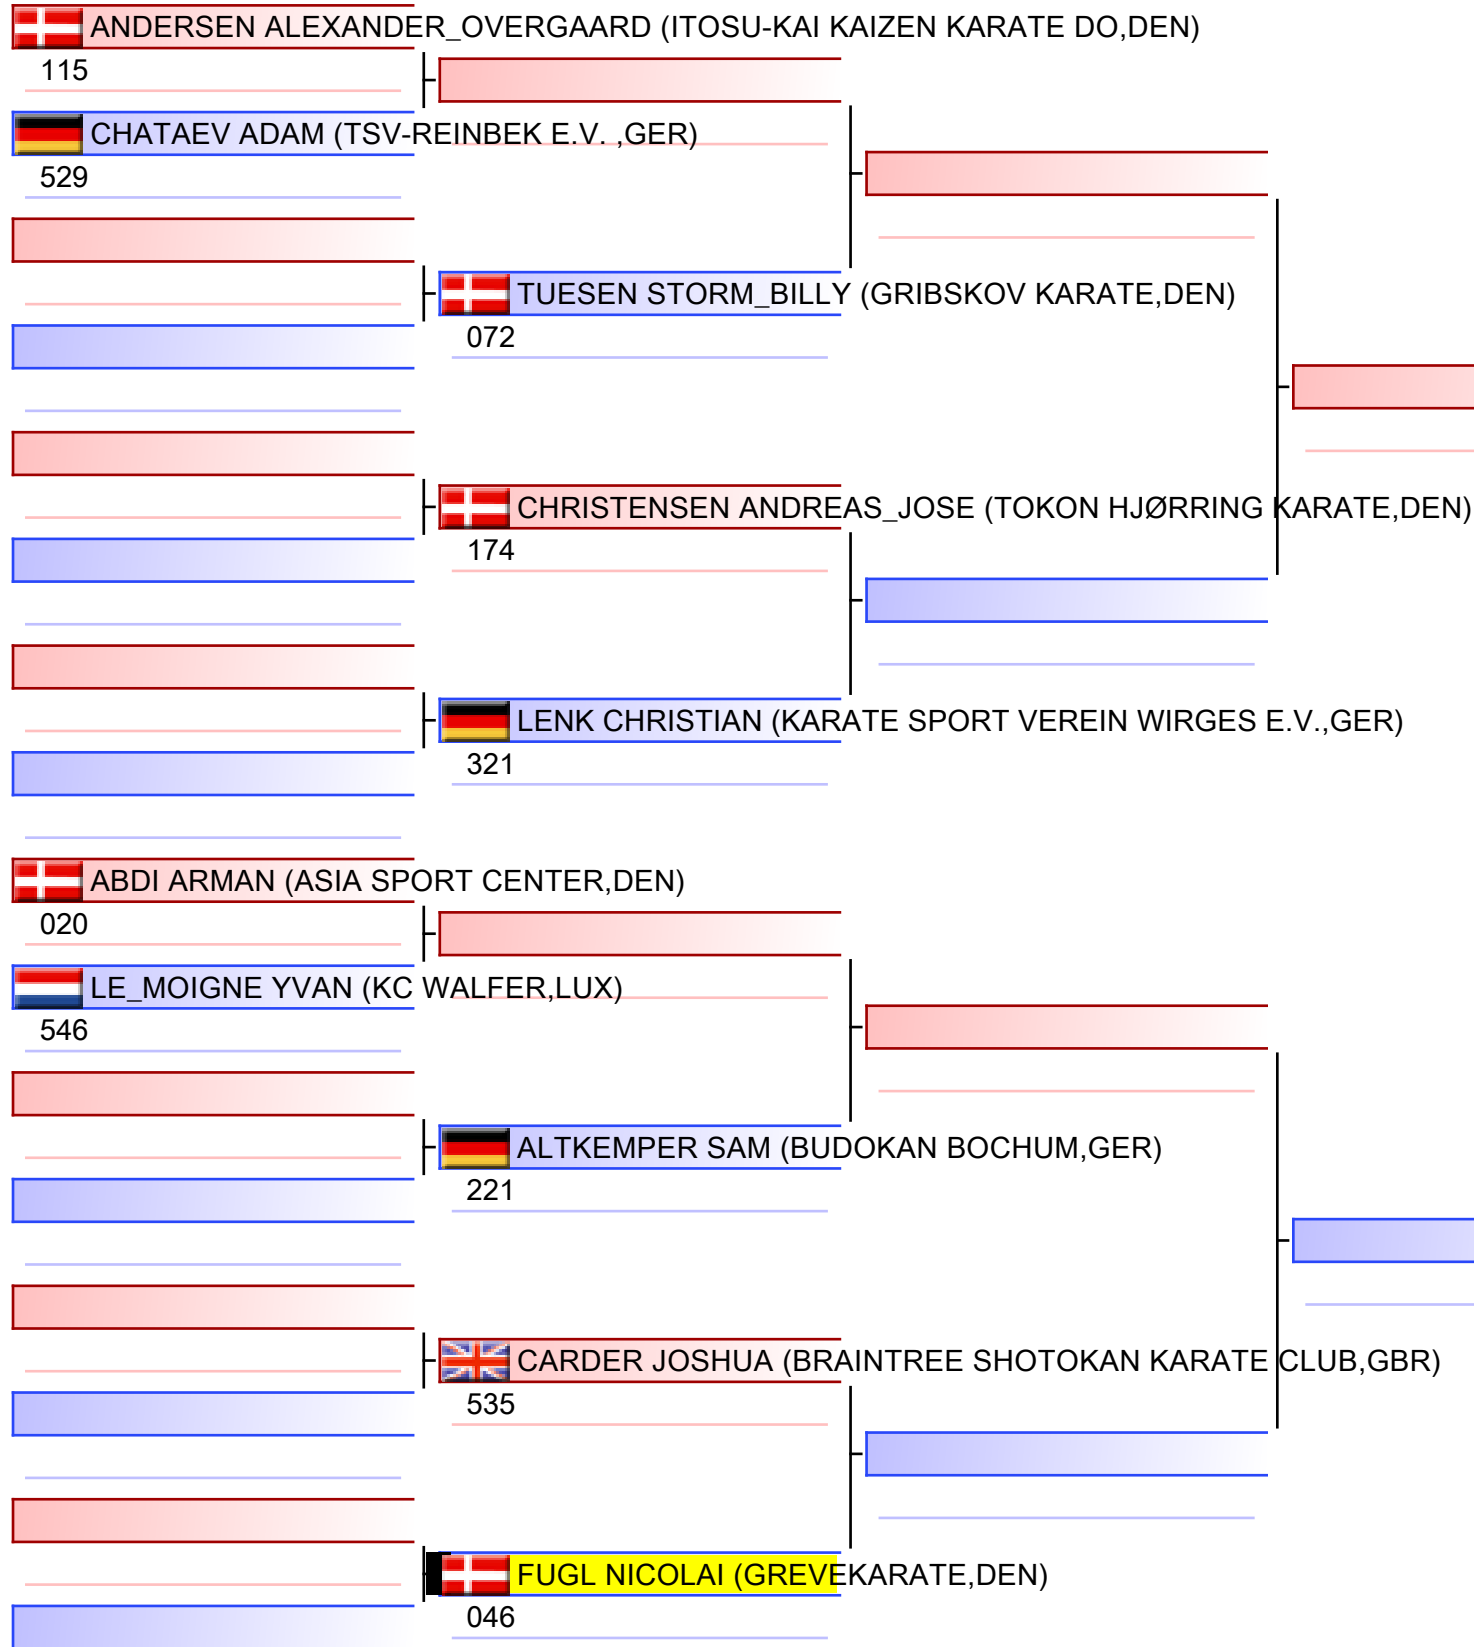 ANDERSEN ALEXANDER_OVERGAARD (ITOSU-KAI KAIZEN KARATE DO,DEN)
115
CHATAEV ADAM (TSV-REINBEK E.V. ,GER)
529
TUESEN STORM_BILLY (GRIBSKOV KARATE,DEN)
072
CHRISTENSEN ANDREAS_JOSE (TOKON HJØRRING KARATE,DEN)
174
LENK CHRISTIAN (KARATE SPORT VEREIN WIRGES E.V.,GER)
321
ABDI ARMAN (ASIA SPORT CENTER,DEN)
020
LE_MOIGNE YVAN (KC WALFER,LUX)
546
ALTKEMPER SAM (BUDOKAN BOCHUM,GER)
221
CARDER JOSHUA (BRAINTREE SHOTOKAN KARATE CLUB,GBR)
535
FUGL NICOLAI (GREVEKARATE,DEN)
046